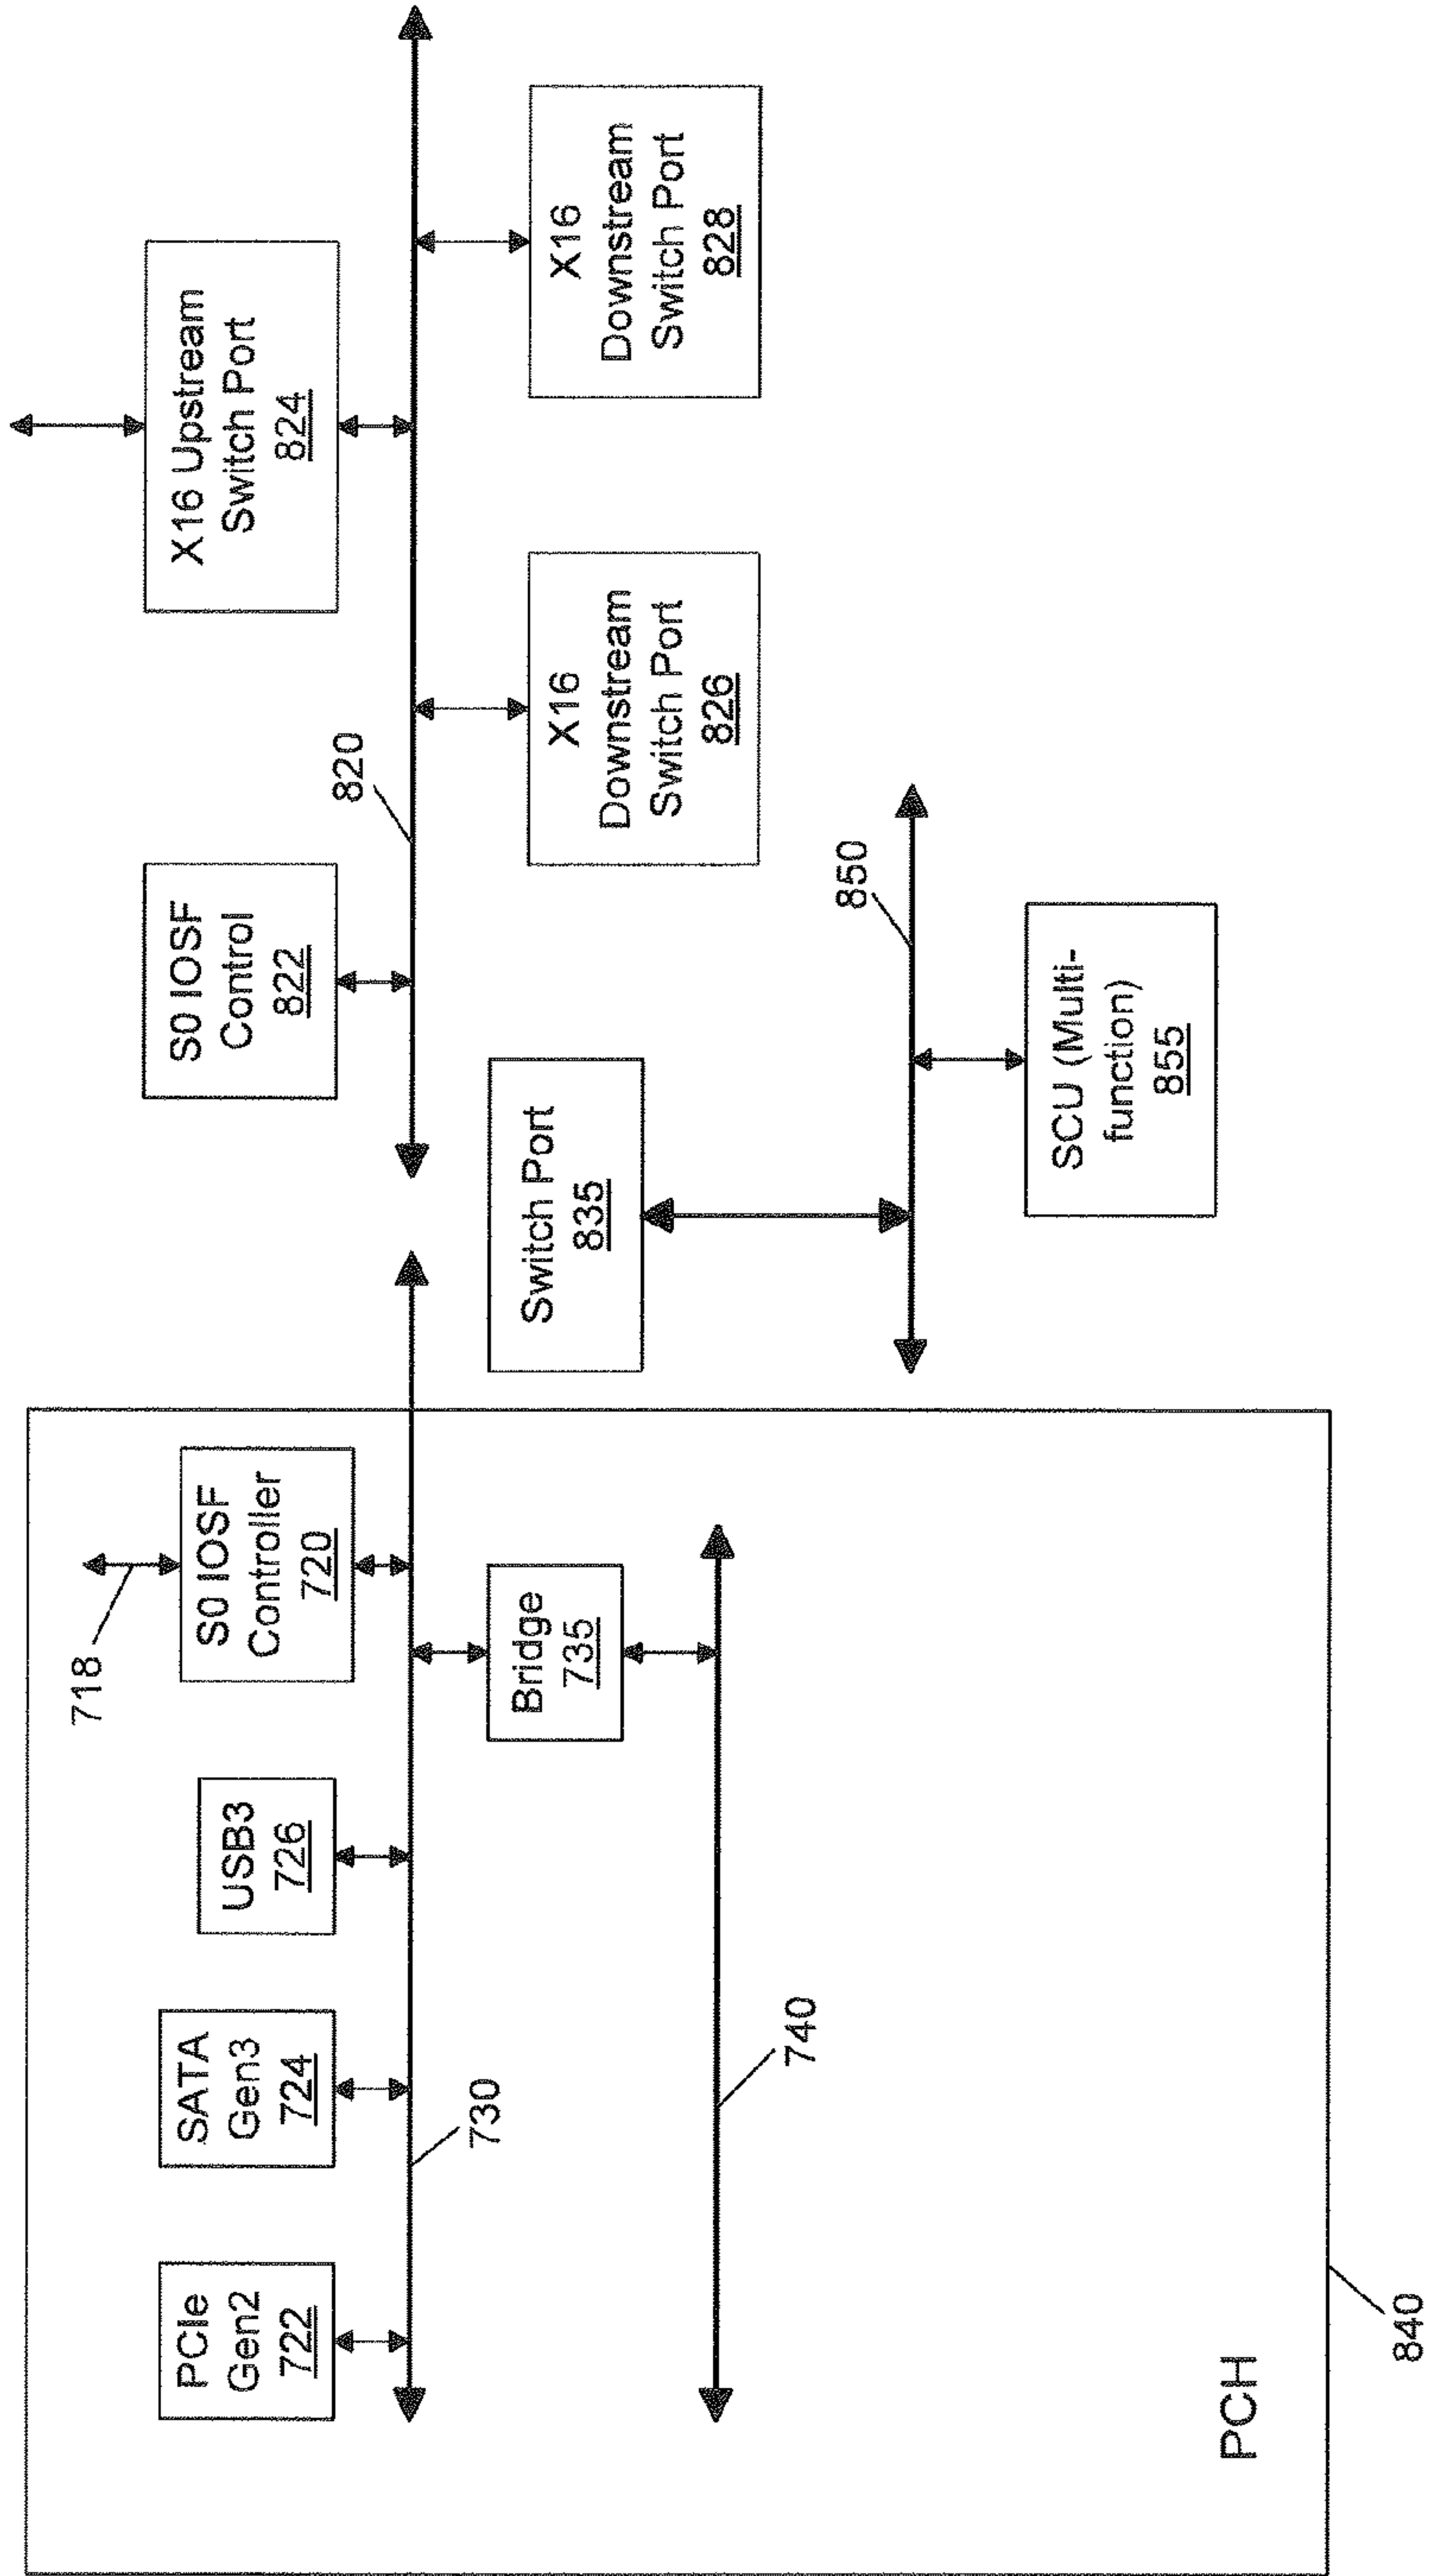 718
PCIe
Gen2
722
SATA
Gen3
724
USB3
726
S0 IOSF
Controller
720
S0 IOSF
Control
822
X16 Upstream
Switch Port
824
820
730
Bridge
735
Switch Port
835
X16
Downstream
Switch Port
826
X16
Downstream
Switch Port
828
740
850
SCU (Multi-
function)
855
PCH
840